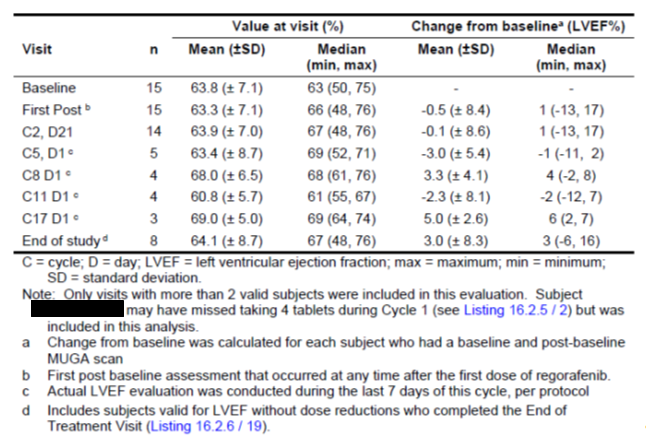 Value at visit (%) Change from baselineᵃ (LVEF%)
Visit n Mean (±SD) Median (min, max) Mean (±SD) Median (min, max)
Baseline 15 63.8 (± 7.1) 63 (50, 75) - -
First Post ᵇ 15 63.3 (± 7.1) 66 (48, 76) -0.5 (± 8.4) 1 (-13, 17)
C2, D21 14 63.9 (± 7.0) 67 (48, 76) -0.1 (± 8.6) 1 (-13, 17)
C5, D1 ᶜ 5 63.4 (± 8.7) 69 (52, 71) -3.0 (± 5.4) -1 (-11, 2)
C8 D1 ᶜ 4 68.0 (± 6.5) 68 (61, 76) 3.3 (± 4.1) 4 (-2, 8)
C11 D1 ᶜ 4 60.8 (± 5.7) 61 (55, 67) -2.3 (± 8.1) -2 (-12, 7)
C17 D1 ᶜ 3 69.0 (± 5.0) 69 (64, 74) 5.0 (± 2.6) 6 (2, 7)
End of study ᵈ 8 64.1 (± 8.7) 67 (48, 76) 3.0 (± 8.3) 3 (-6, 16)
C = cycle; D = day; LVEF = left ventricular ejection fraction; max = maximum; min = minimum;
SD = standard deviation.
Note: Only visits with more than 2 valid subjects were included in this evaluation. Subject
may have missed taking 4 tablets during Cycle 1 (see Listing 16.2.5 / 2) but was
included in this analysis.
a Change from baseline was calculated for each subject who had a baseline and post-baseline
MUGA scan
b First post baseline assessment that occurred at any time after the first dose of regorafenib.
c Actual LVEF evaluation was conducted during the last 7 days of this cycle, per protocol
d Includes subjects valid for LVEF without dose reductions who completed the End of
Treatment Visit (Listing 16.2.6 / 19).